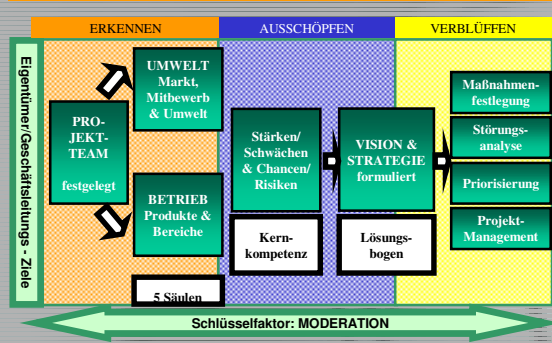 ERKENNEN
AUSSCHÖPFEN
VERBLÜFFEN
Eigentümer/Geschäftsleitungs - Ziele
PRO-
JEKT-
TEAM
festgelegt
UMWELT
Markt,
Mitbewerb
& Umwelt
BETRIEB
Produkte &
Bereiche
5 Säulen
Stärken/
Schwächen
& Chancen/
Risiken
Kern-
kompetenz
VISION &
STRATEGIE
formuliert
Lösungs-
bogen
Maßnahmen-
festlegung
Störungs-
analyse
Priorisierung
Projekt-
Management
Schlüsselfaktor: MODERATION